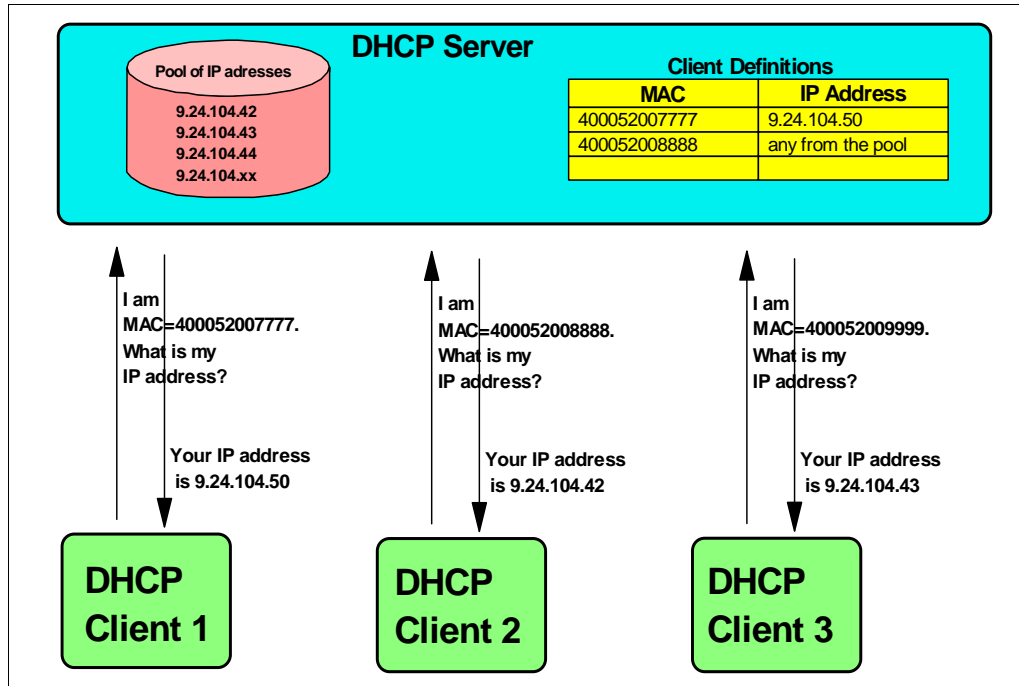 DHCP Server
Pool of IP adresses
9.24.104.42
9.24.104.43
9.24.104.44
9.24.104.xx
Client Definitions
MAC IP Address
400052007777 9.24.104.50
400052008888 any from the pool
I am
MAC=400052007777.
What is my
IP address?
Your IP address
is 9.24.104.50
I am
MAC=400052008888.
What is my
IP address?
Your IP address
is 9.24.104.42
I am
MAC=400052009999.
What is my
IP address?
Your IP address
is 9.24.104.43
DHCP
Client 1
DHCP
Client 2
DHCP
Client 3